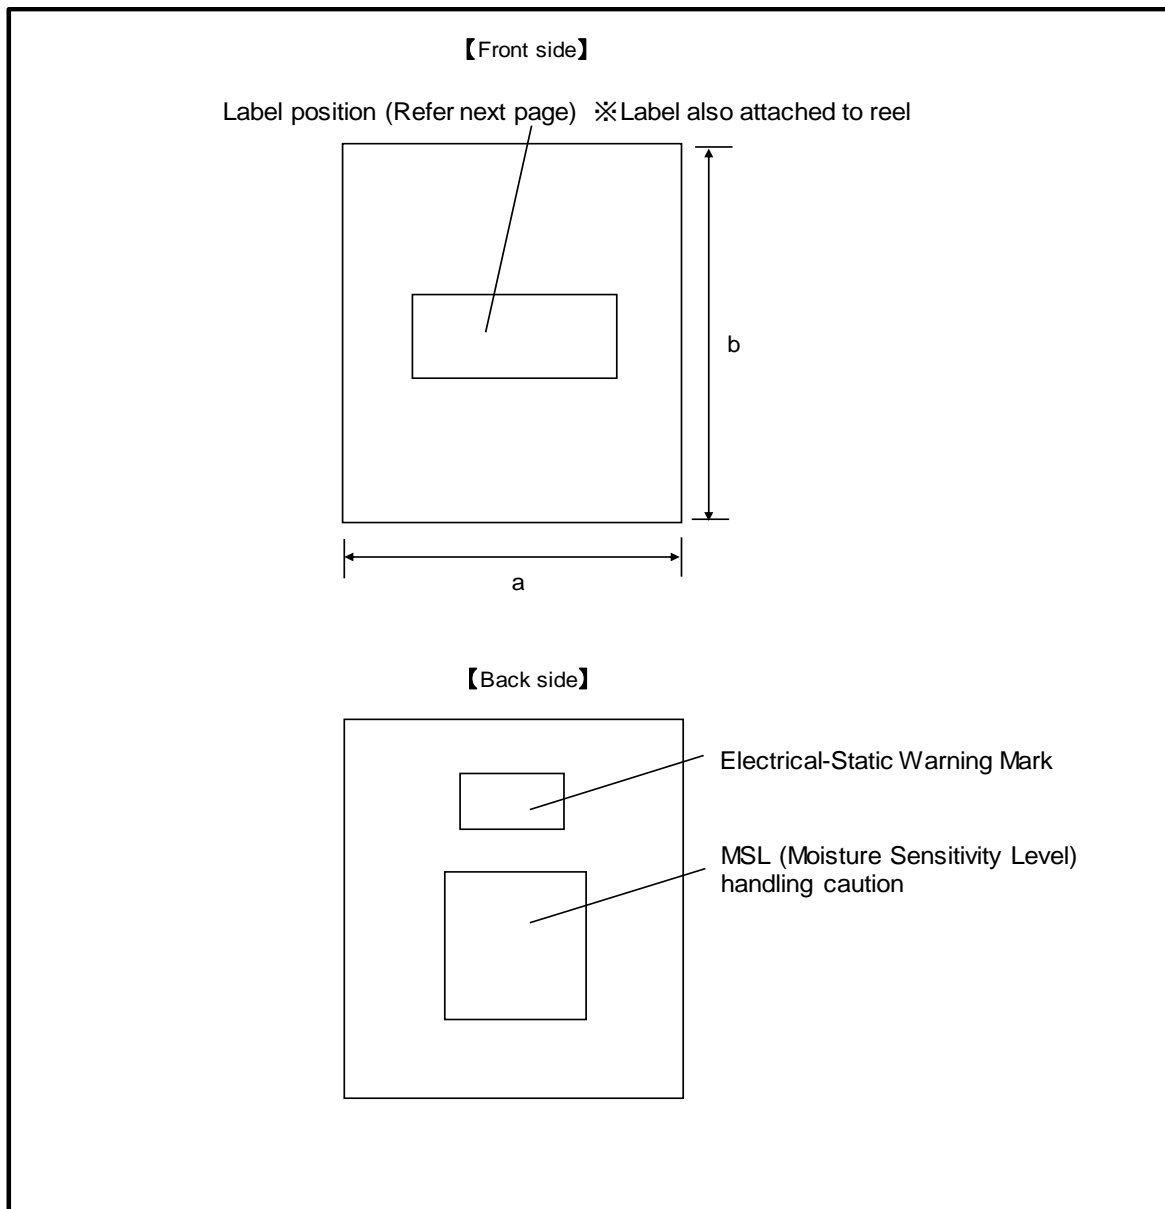 【Front side】
Label position (Refer next page) ※Label also attached to reel
b
a
【Back side】
Electrical-Static Warning Mark
MSL (Moisture Sensitivity Level)
handling caution